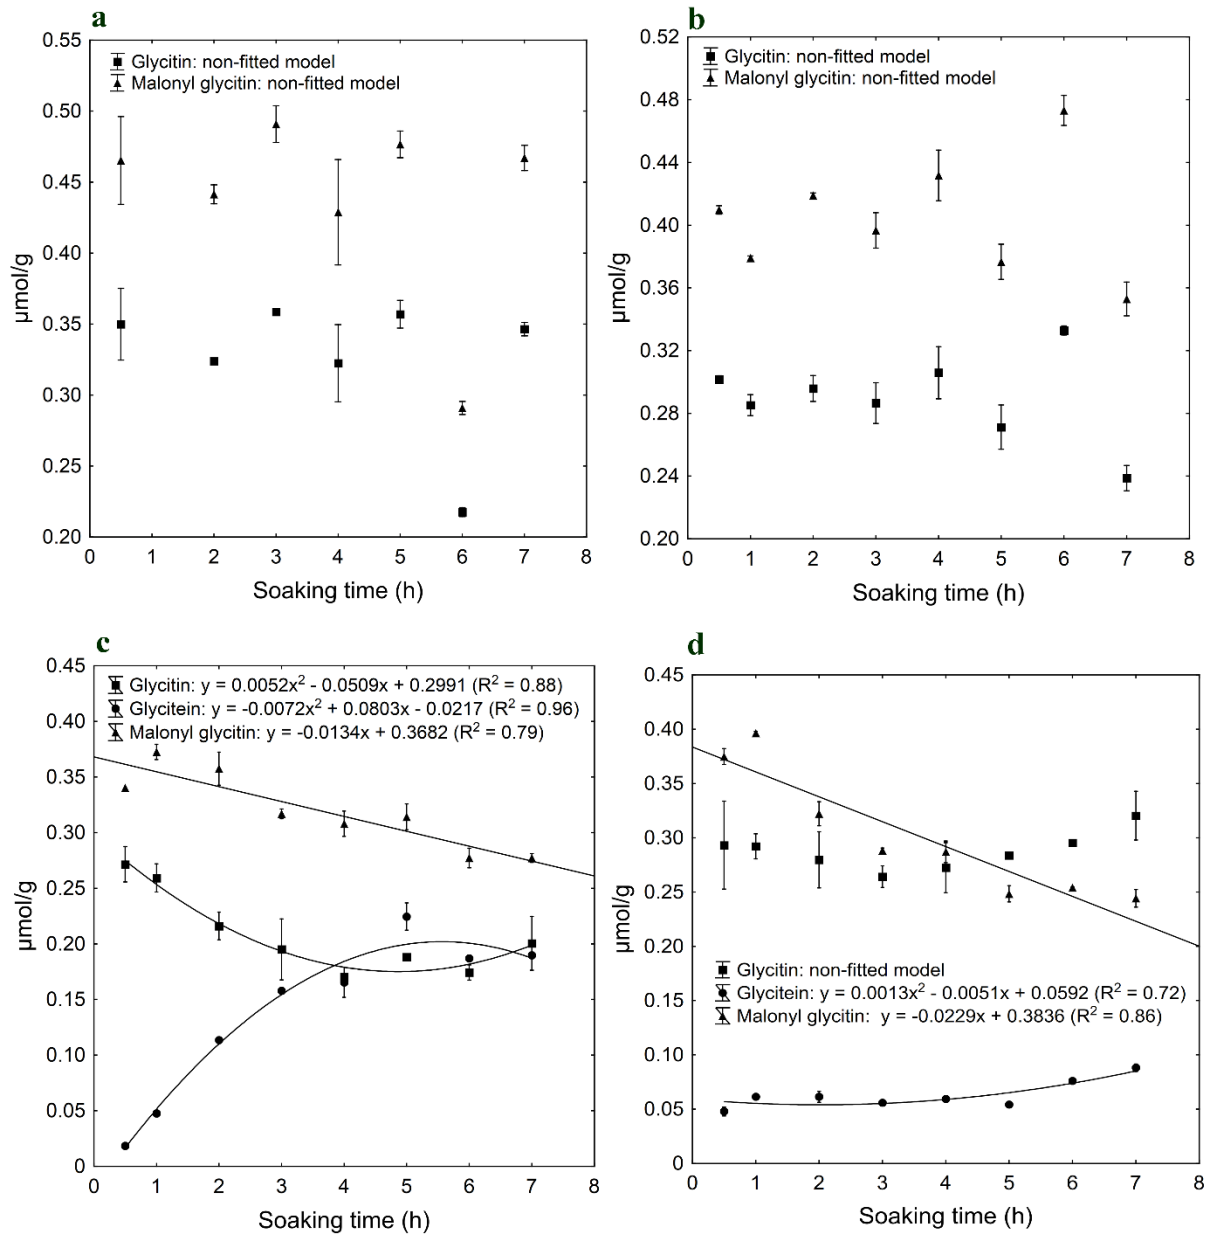 a
0.55
0.50
0.45
0.40
0.35
0.30
0.25
0.20
µmol/g
Glycitin: non-fitted model
Malonyl glycitin: non-fitted model
0 1 2 3 4 5 6 7 8
Soaking time (h)
b
0.52
0.48
0.44
0.40
0.36
0.32
0.28
0.24
0.20
µmol/g
Glycitin: non-fitted model
Malonyl glycitin: non-fitted model
0 1 2 3 4 5 6 7 8
Soaking time (h)
c
0.45
0.40
0.35
0.30
0.25
0.20
0.15
0.10
0.05
0
µmol/g
Glycitin: y = 0.0052x² - 0.0509x + 0.2991 (R² = 0.88)
Glycitein: y = -0.0072x² + 0.0803x - 0.0217 (R² = 0.96)
Malonyl glycitin: y = -0.0134x + 0.3682 (R² = 0.79)
0 1 2 3 4 5 6 7 8
Soaking time (h)
d
0.45
0.40
0.35
0.30
0.25
0.20
0.15
0.10
0.05
0
µmol/g
Glycitin: non-fitted model
Glycitein: y = 0.0013x² - 0.0051x + 0.0592 (R² = 0.72)
Malonyl glycitin: y = -0.0229x + 0.3836 (R² = 0.86)
0 1 2 3 4 5 6 7 8
Soaking time (h)